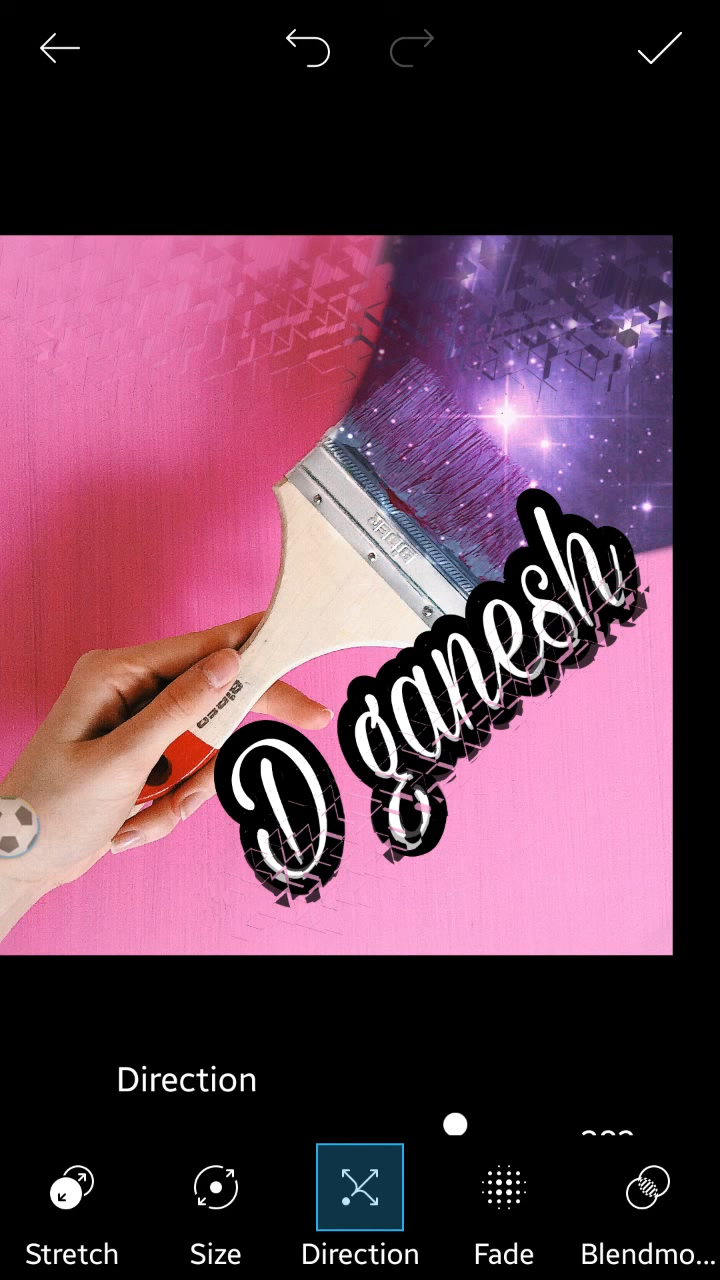 D ganesh
Direction
Stretch
Size
Direction
Fade
Blendmo...